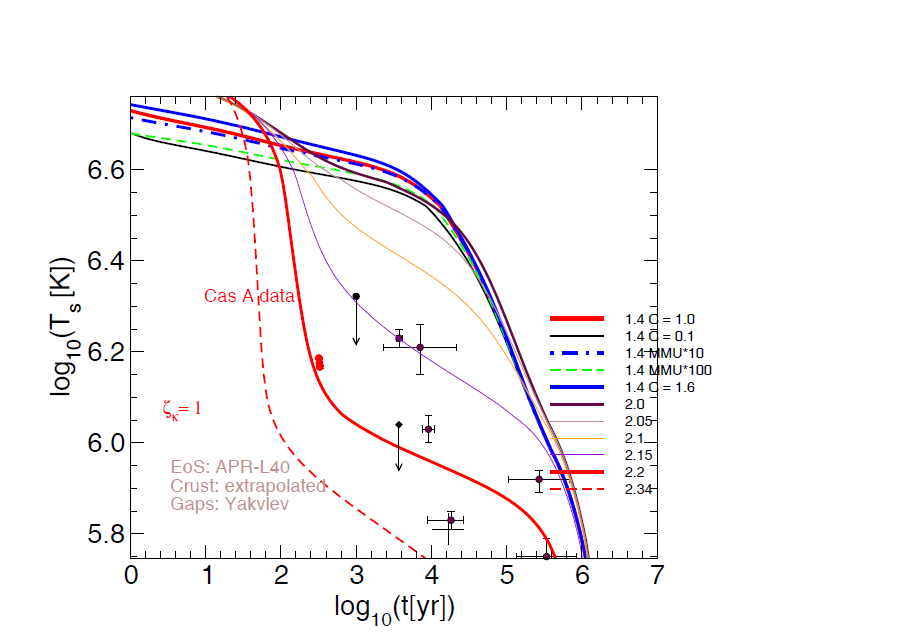 6.6
6.4
6.2
6.0
5.8
log10(Ts [K])
Cas A data
ζκ= 1
EoS: APR-L40
Crust: extrapolated
Gaps: Yakvlev
1.4 C = 1.0
1.4 C = 0.1
1.4 MMU*10
1.4 MMU*100
1.4 C = 1.6
2.0
2.05
2.1
2.15
2.2
2.34
0 1 2 3 4 5 6 7
log10(t[yr])